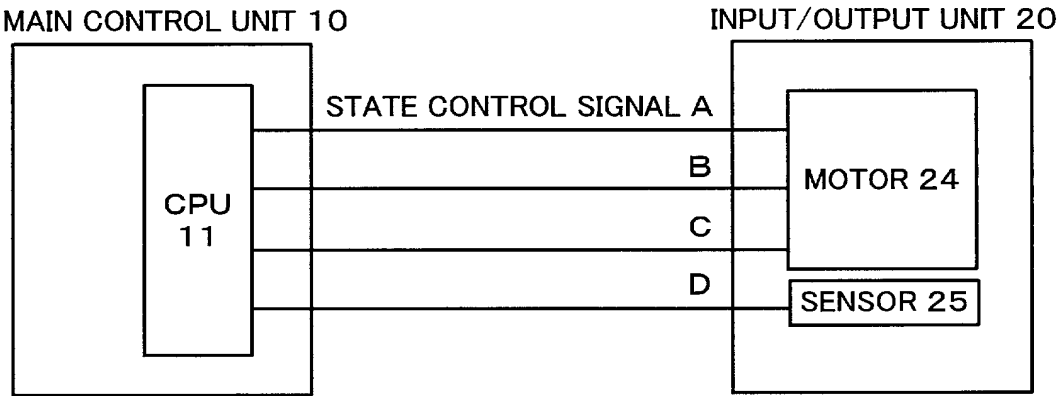 MAIN CONTROL UNIT 10
INPUT/OUTPUT UNIT 20
STATE CONTROL SIGNAL A
B
C
D
CPU
11
MOTOR 24
SENSOR 25